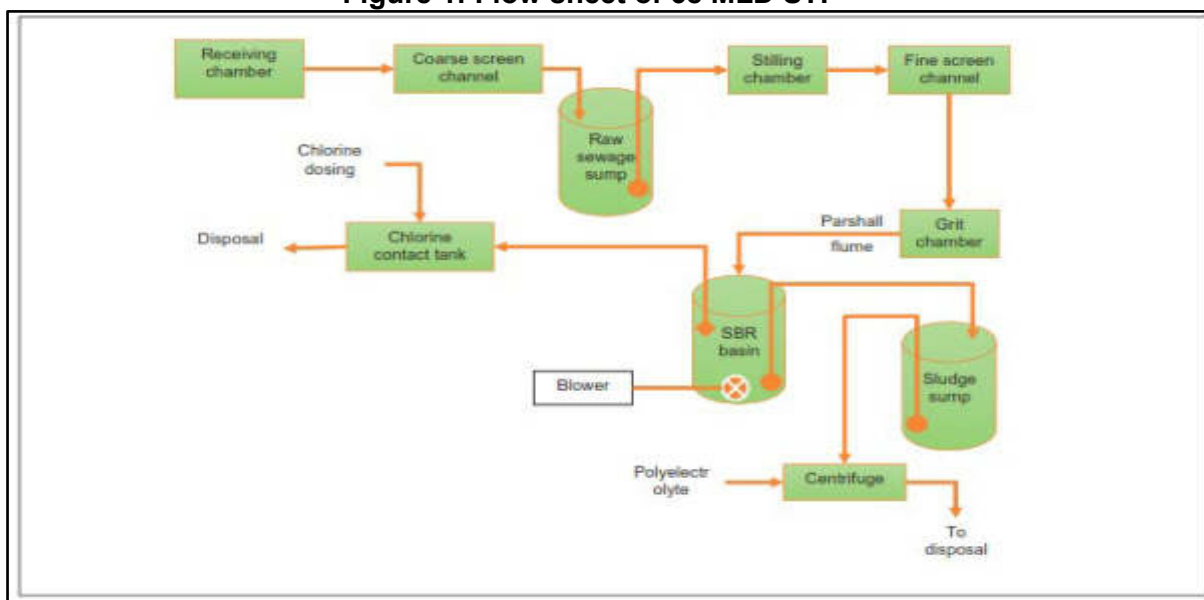 Receiving
chamber
Coarse screen
channel
Stilling
chamber
Fine screen
channel
Raw
sewage
sump
Chlorine
dosing
Parshall
flume
Grit
chamber
Disposal
Chlorine
contact tank
SBR
basin
Blower
Sludge
sump
Polyelectr
olyte
Centrifuge
To
disposal